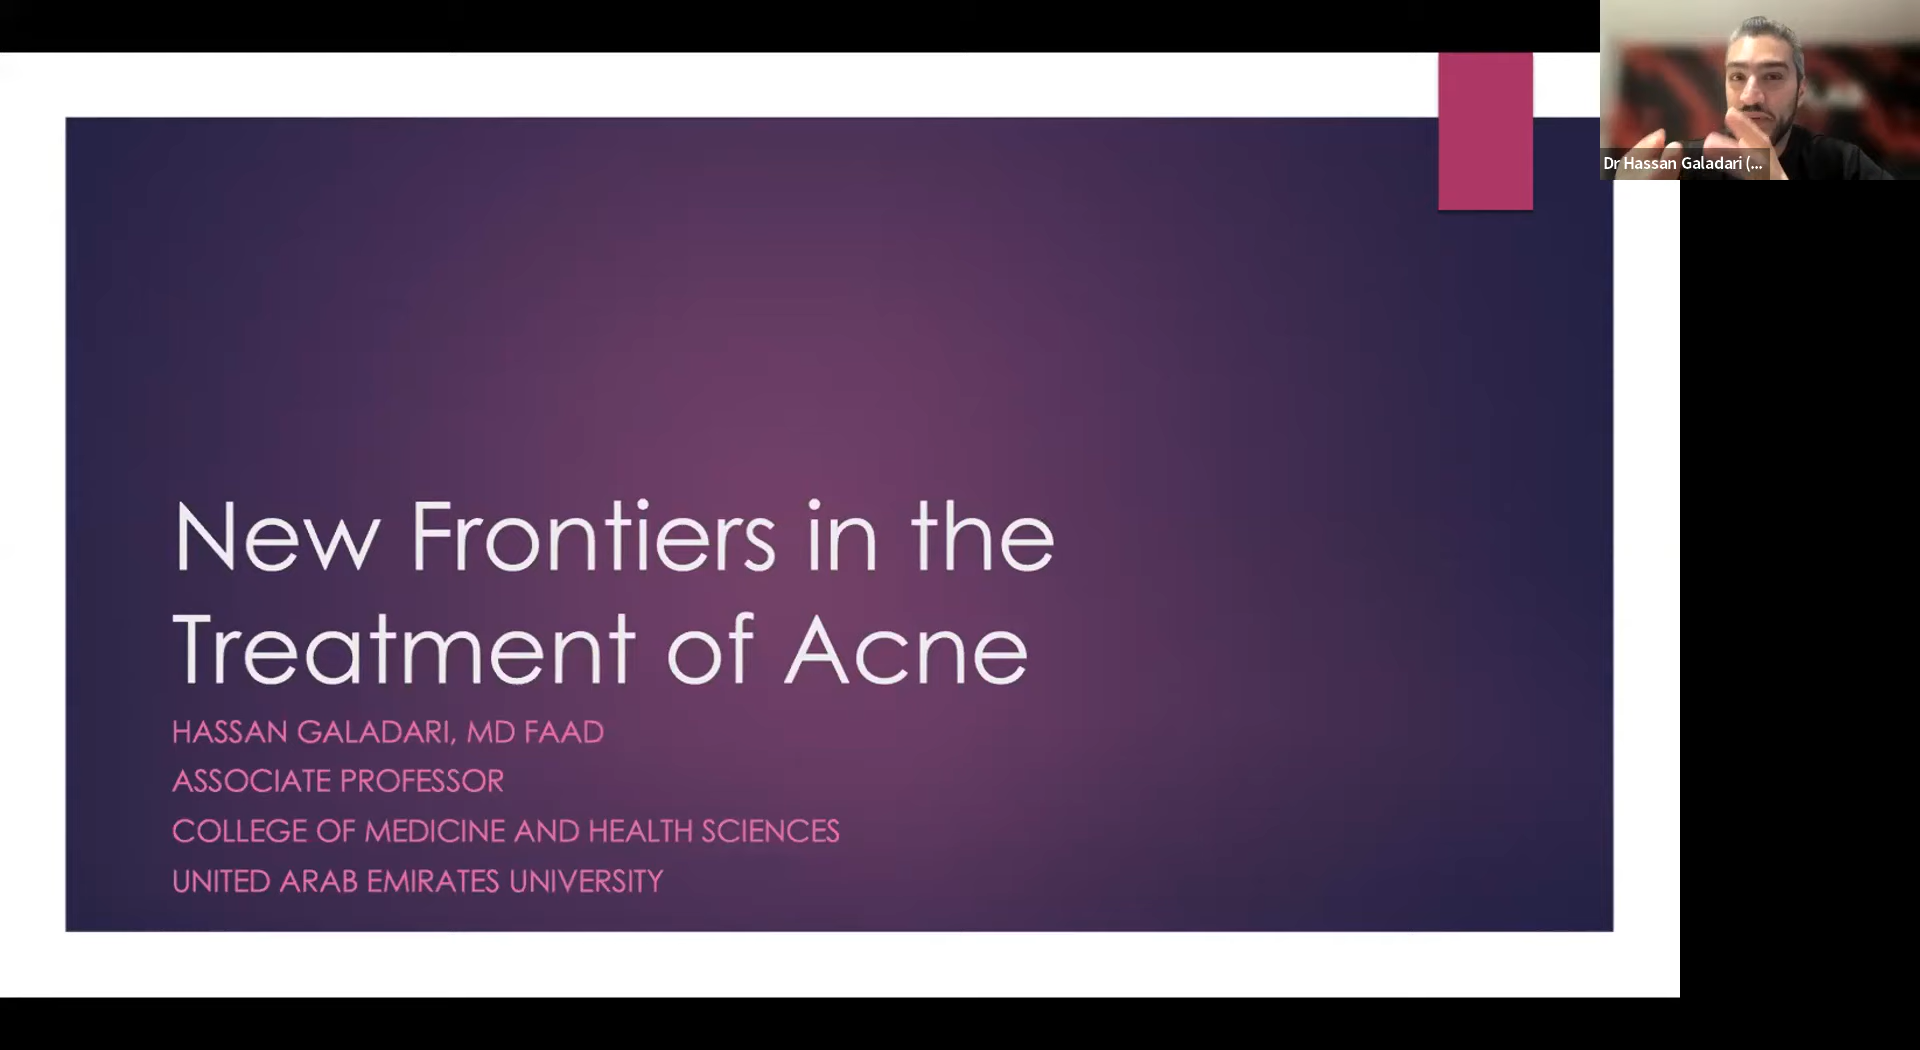 New Frontiers in the
Treatment of Acne
HASSAN GALADARI, MD FAAD
ASSOCIATE PROFESSOR
COLLEGE OF MEDICINE AND HEALTH SCIENCES
UNITED ARAB EMIRATES UNIVERSITY
Dr Hassan Galadari (...